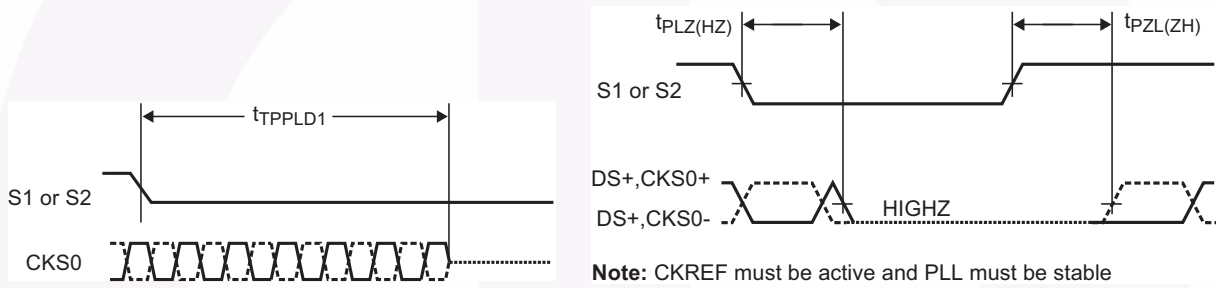 tTPPLD1
S1 or S2
CKS0
tPLZ(HZ)
tPZL(ZH)
S1 or S2
DS+,CKS0+
DS+,CKS0-
HIGHZ
Note: CKREF must be active and PLL must be stable